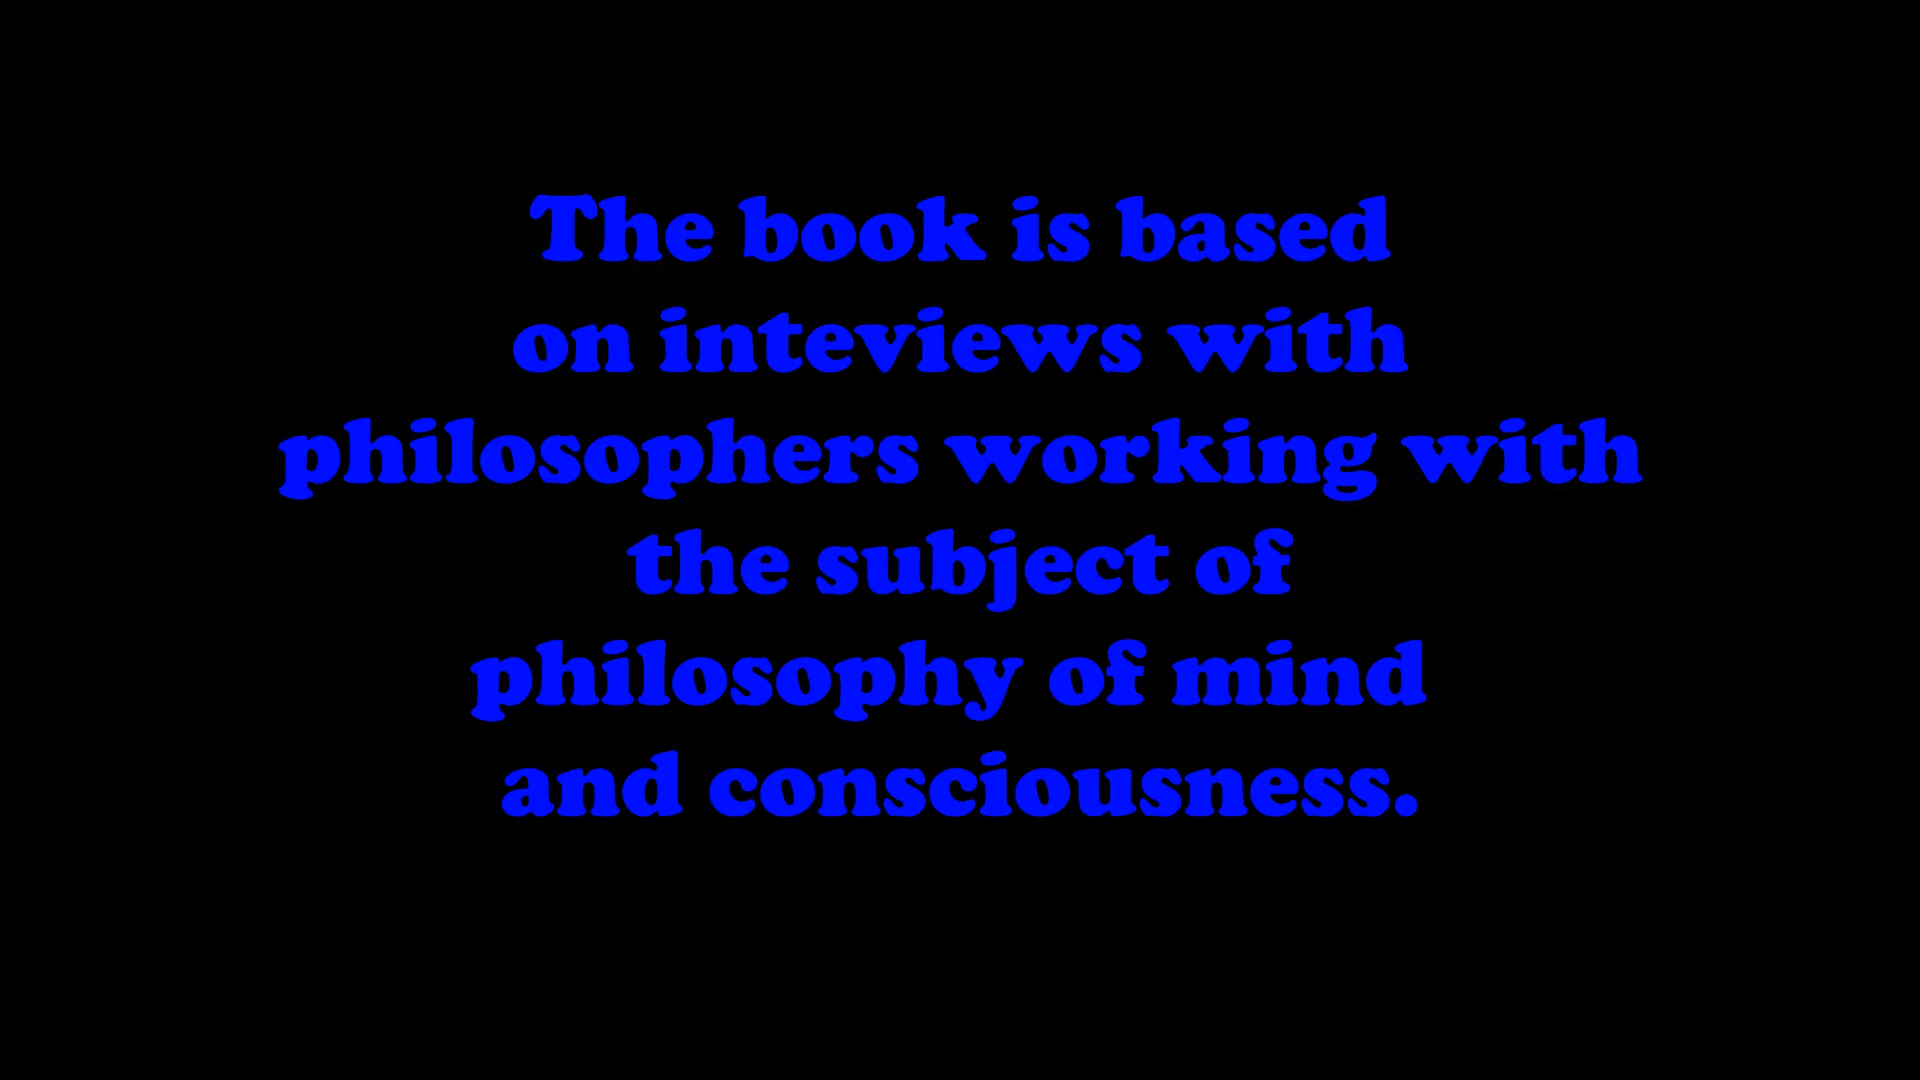 The book is based
on inteviews with
philosophers working with
the subject of
philosophy of mind
and consciousness.